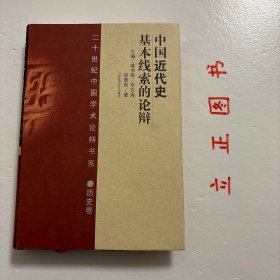 中国近代史
基本线索的论辩
二十世纪中国学术论辩书系
历史卷
立正图书